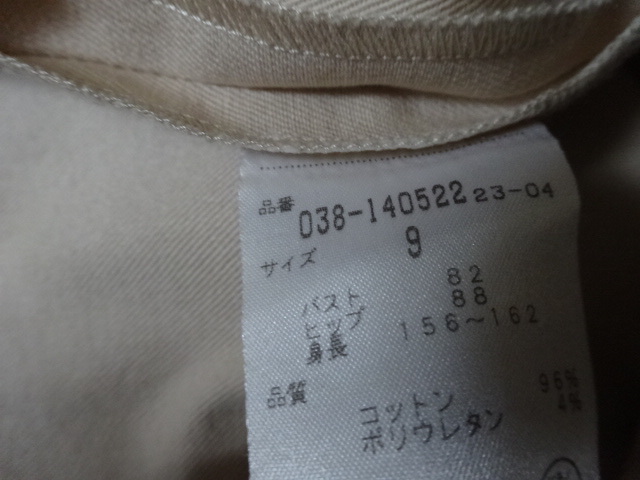 品番 038-140522 23-04
サイズ 9
バスト 82
ヒップ 88
身長 156～162
品質
コットン 96%
ポリウレタン 4%